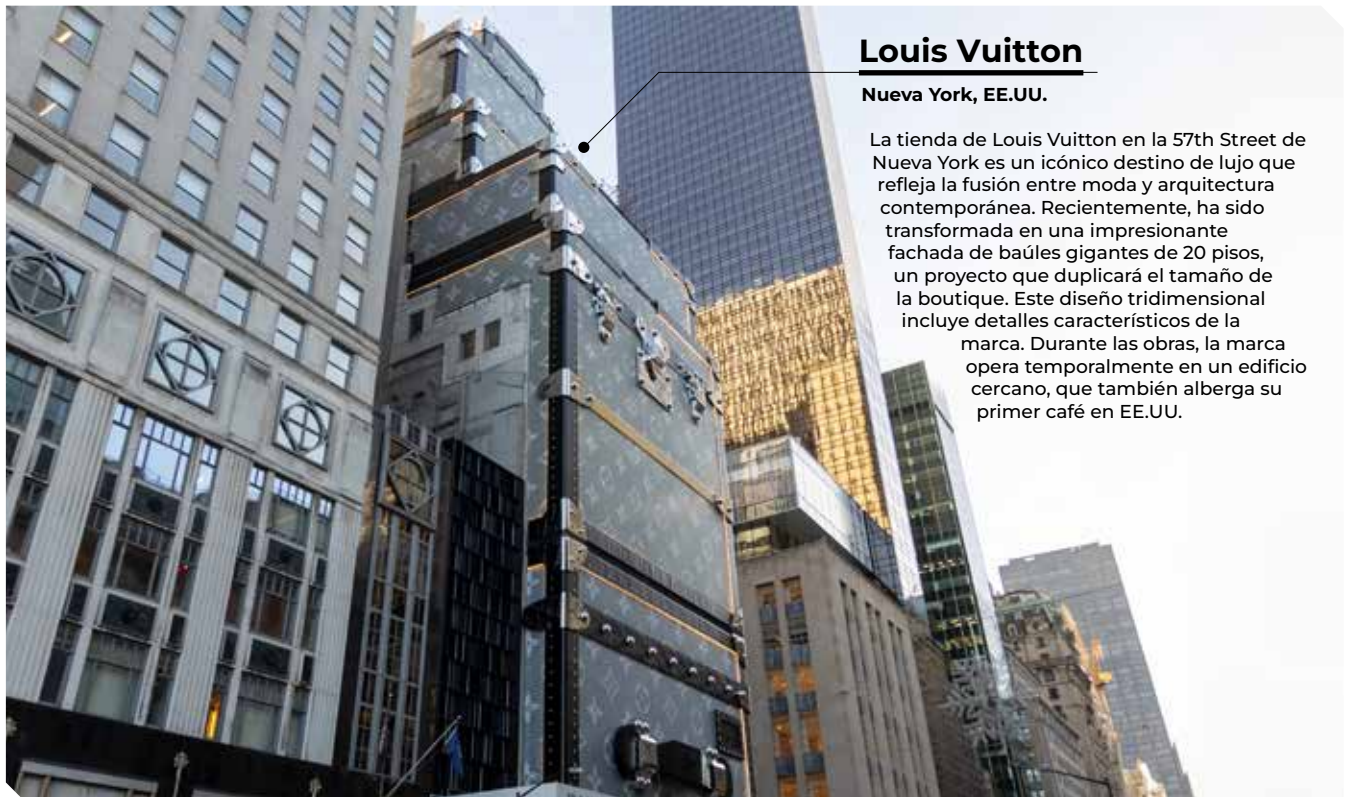 Louis Vuitton
Nueva York, EE.UU.
La tienda de Louis Vuitton en la 57th Street de
Nueva York es un icónico destino de lujo que
refleja la fusión entre moda y arquitectura
contemporánea. Recientemente, ha sido
transformada en una impresionante
fachada de baúles gigantes de 20 pisos,
un proyecto que duplicará el tamaño de
la boutique. Este diseño tridimensional
incluye detalles característicos de la
marca. Durante las obras, la marca
opera temporalmente en un edificio
cercano, que también alberga su
primer café en EE.UU.